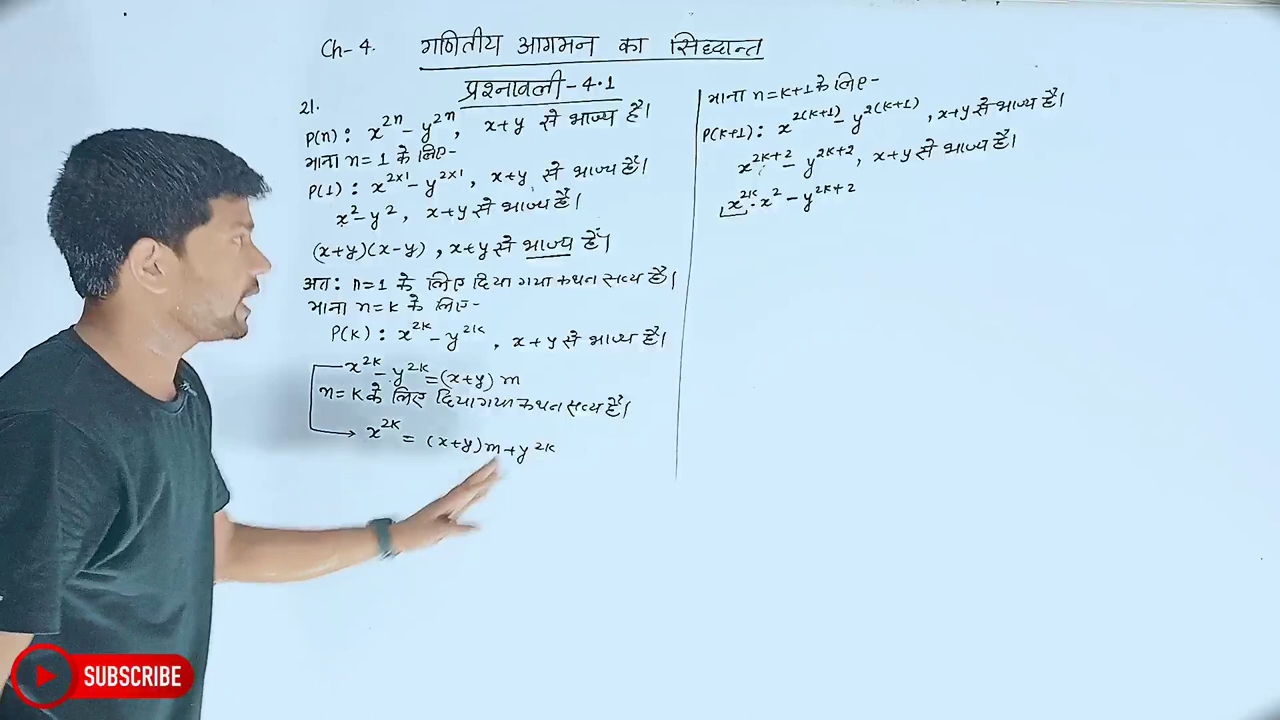 Ch-4. गणितीय आगमन का सिध्दान्त
प्रश्नावली-4.1
21.
P(n): x^{2n} - y^{2n}, x+y से भाज्य है।
माना n=1 के लिए-
P(1): x^{2×1} - y^{2×1}, x+y से भाज्य है।
x^2 - y^2, x+y से भाज्य है।
(x+y)(x-y), x+y से भाज्य है।
अत: n=1 के लिए दिया गया कथन सत्य है।
माना n=k के लिए-
P(k): x^{2k} - y^{2k}, x+y से भाज्य है।
x^{2k} - y^{2k} = (x+y) m
n=k के लिए दिया गया कथन सत्य है।
x^{2k} = (x+y) m + y^{2k}
माना n=k+1 के लिए-
P(k+1): x^{2(k+1)} - y^{2(k+1)}, x+y से भाज्य है।
x^{2k+2} - y^{2k+2}, x+y से भाज्य है।
x^{2k}·x^2 - y^{2k+2}
SUBSCRIBE